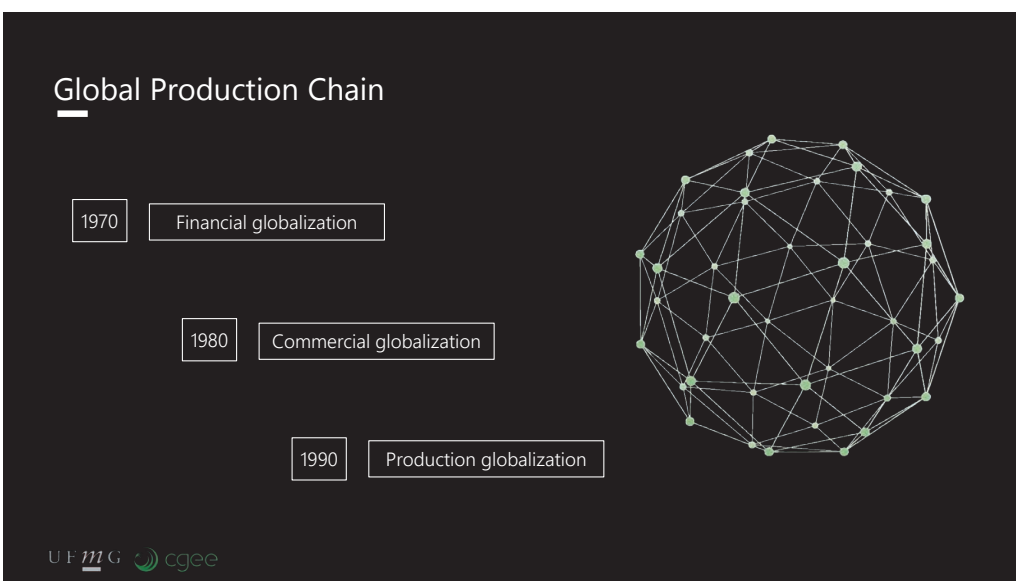 Global Production Chain
1970
Financial globalization
1980
Commercial globalization
1990
Production globalization
UFmG cgee